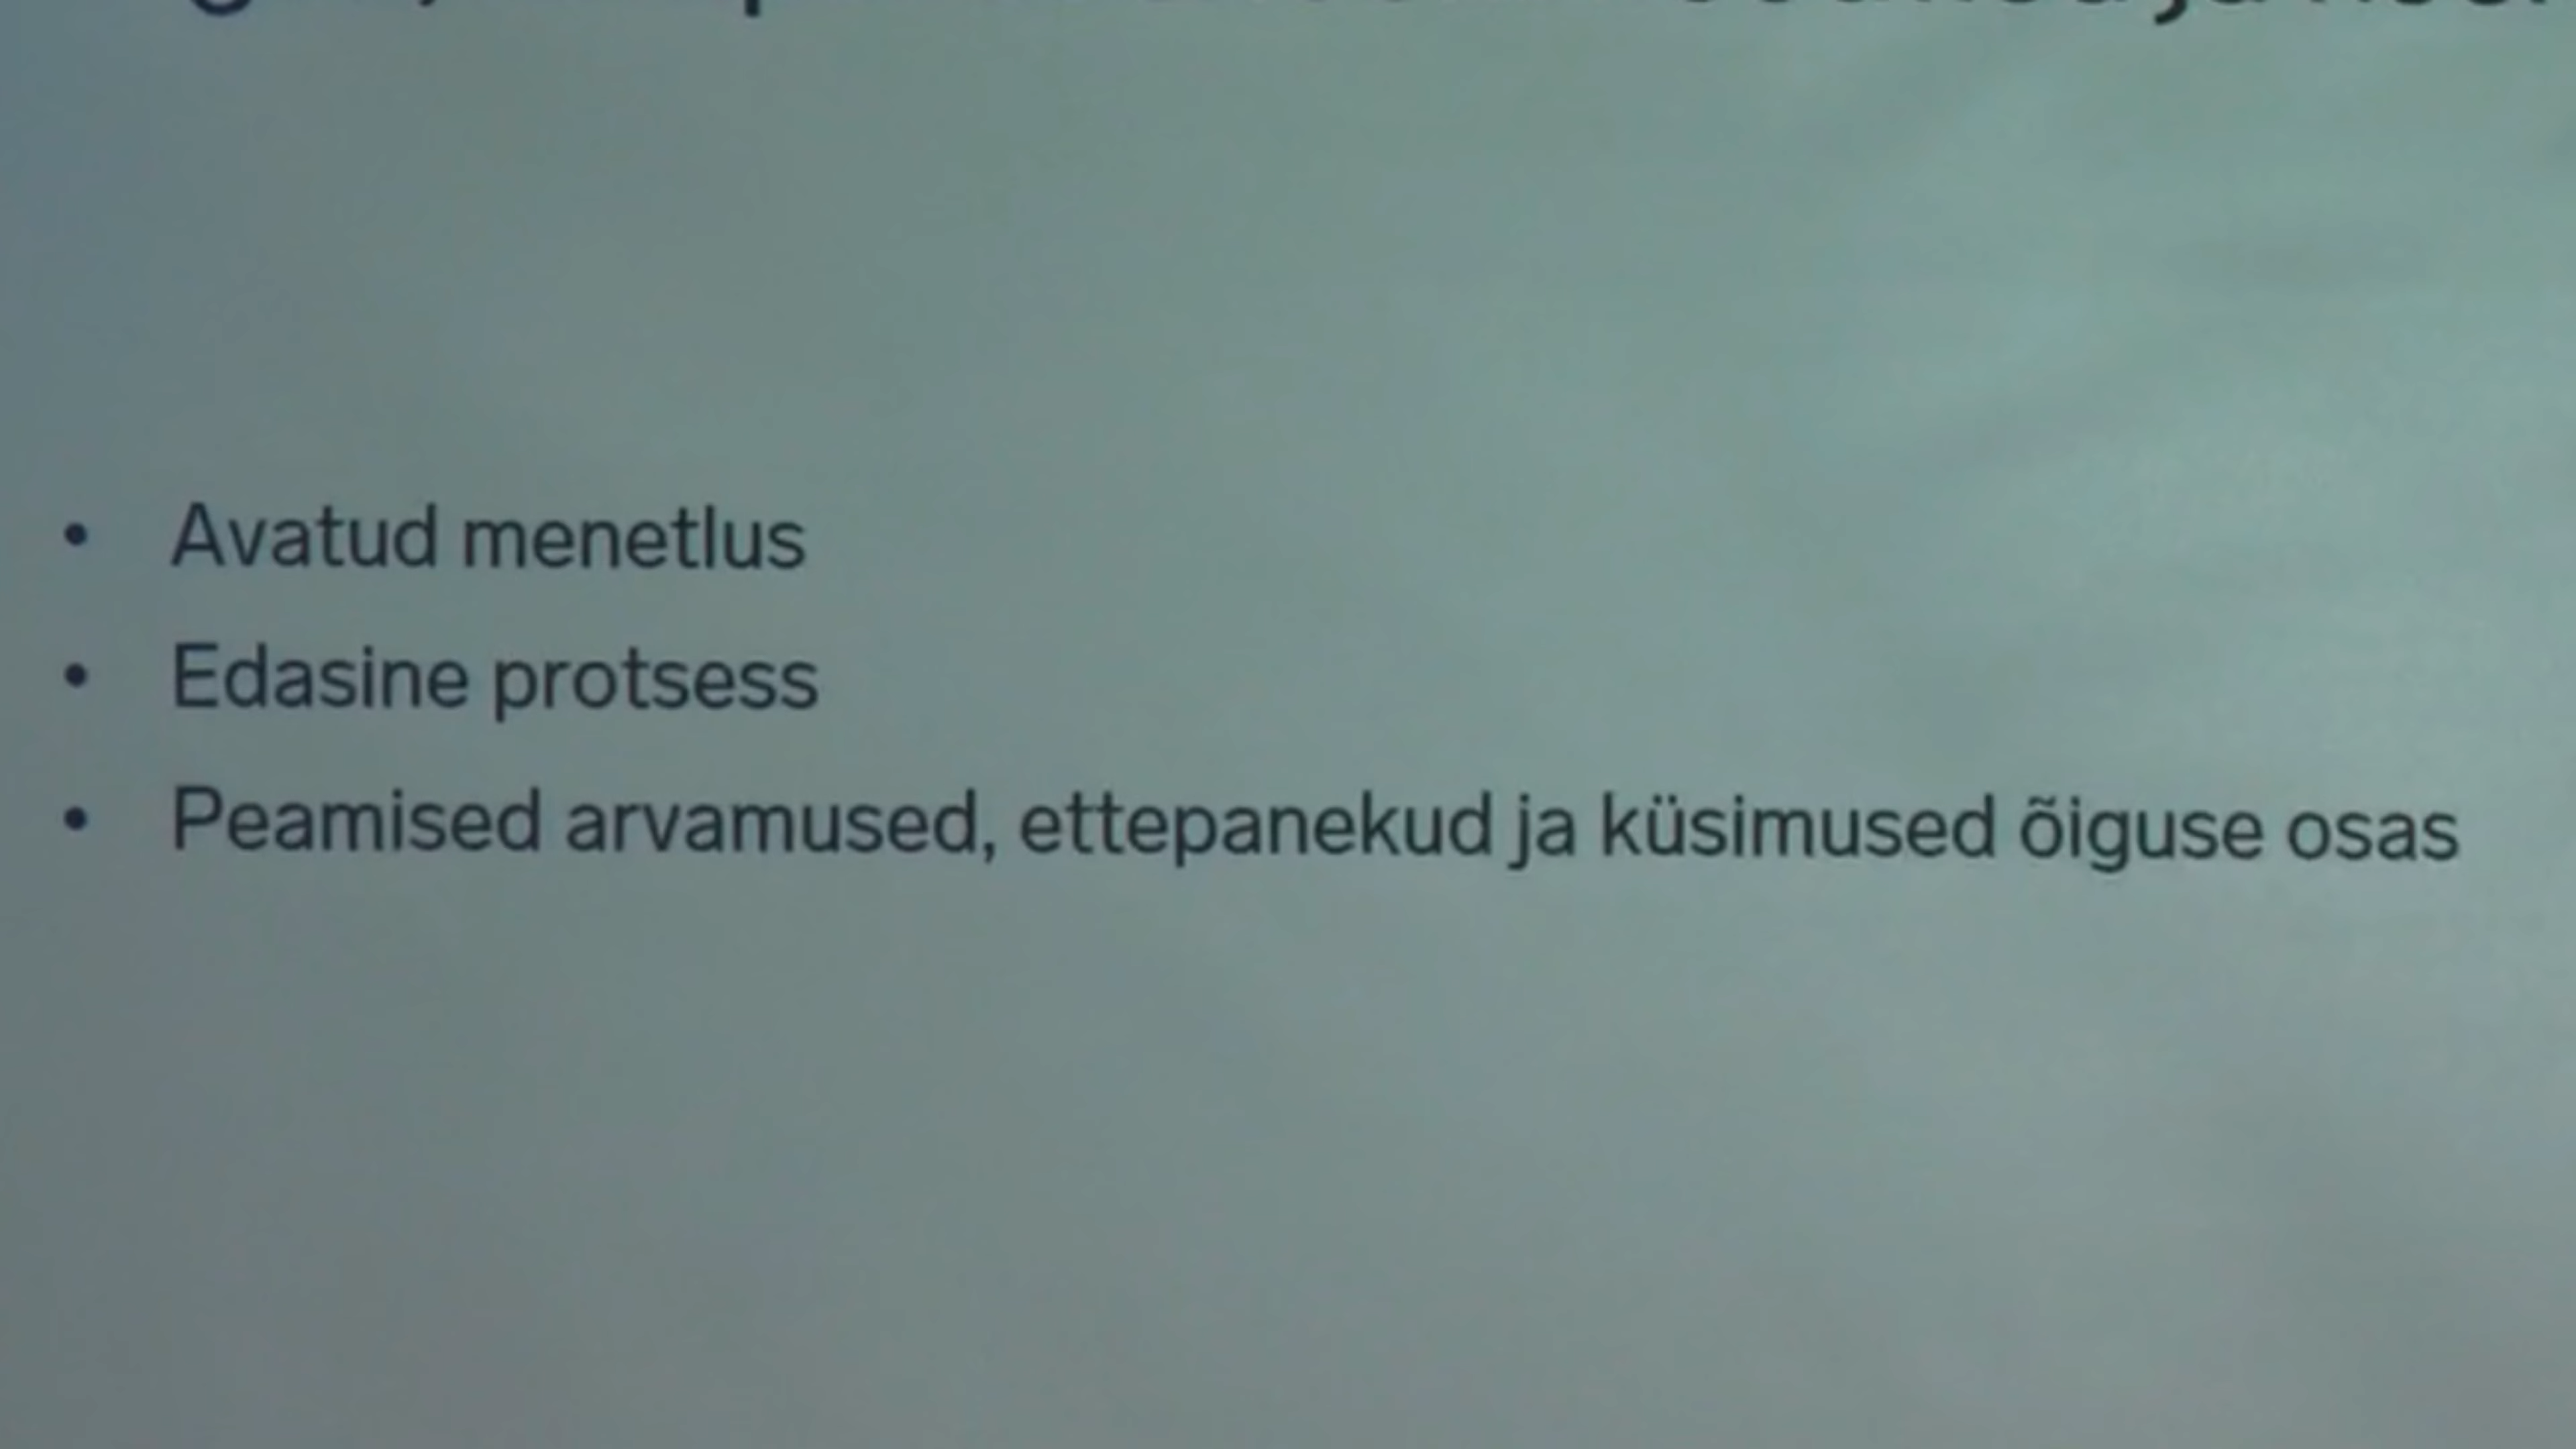 • Avatud menetlus
• Edasine protsess
• Peamised arvamused, ettepanekud ja küsimused õiguse osas